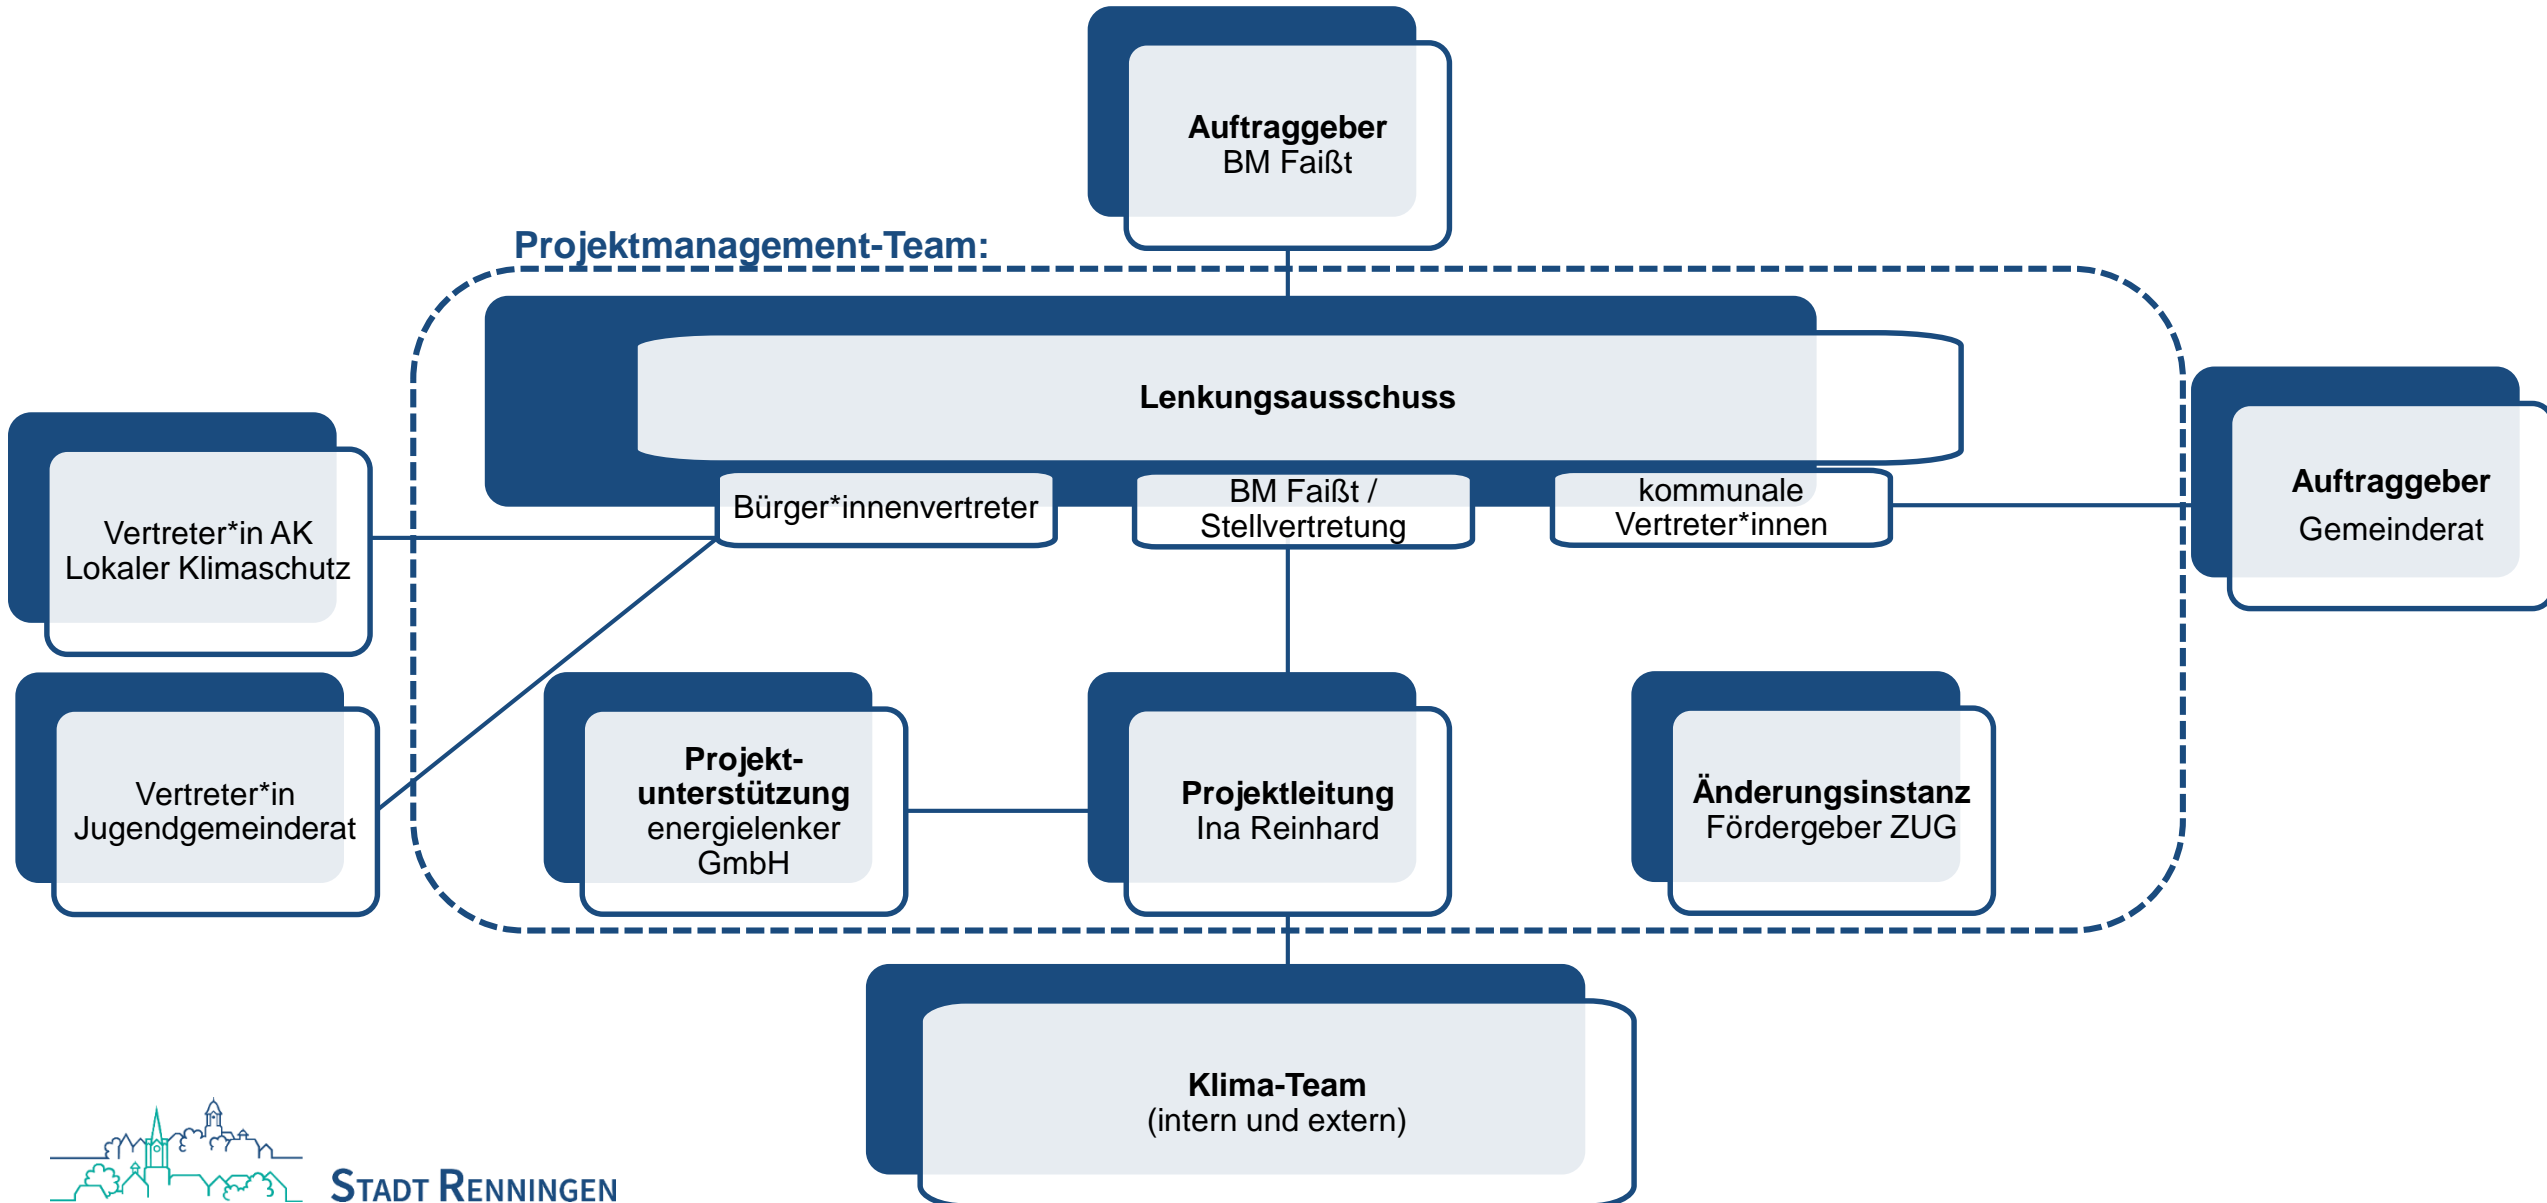 Auftraggeber
BM Faißt
Projektmanagement-Team:
Lenkungsausschuss
Bürger*innenvertreter
BM Faißt /
Stellvertretung
kommunale
Vertreter*innen
Auftraggeber
Gemeinderat
Vertreter*in AK
Lokaler Klimaschutz
Vertreter*in
Jugendgemeinderat
Projekt-
unterstützung
energielenker
GmbH
Projektleitung
Ina Reinhard
Änderungsinstanz
Fördergeber ZUG
Klima-Team
(intern und extern)
STADT RENNINGEN